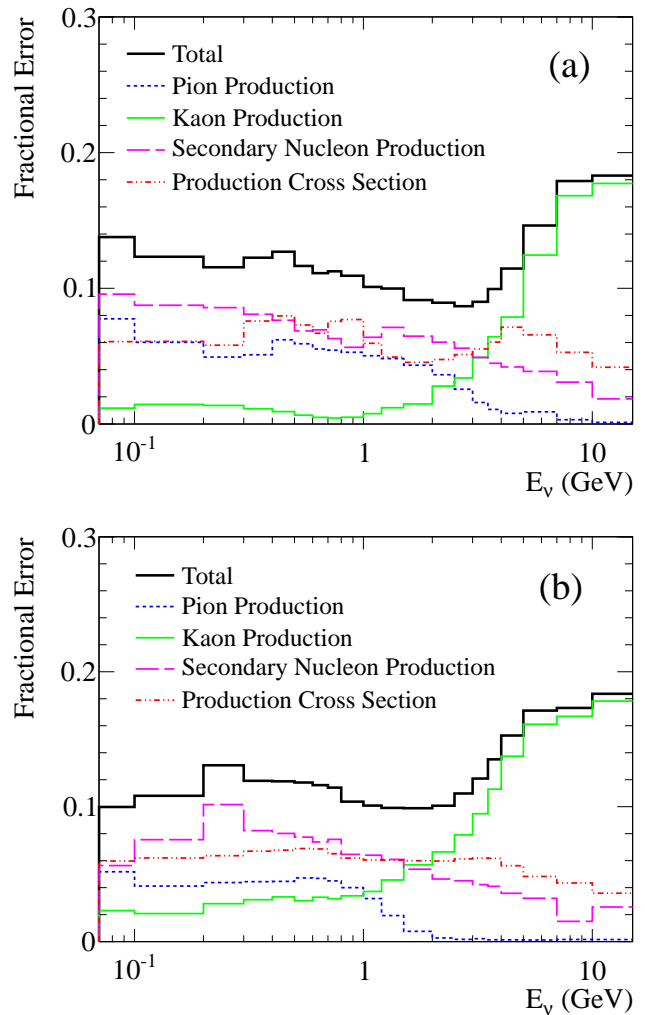 0.3
Total
(a)
Pion Production
Kaon Production
Secondary Nucleon Production
Production Cross Section
Fractional Error
0.2
0.1
0
10⁻¹ 1 10
E_ν (GeV)
0.3
Total
(b)
Pion Production
Kaon Production
Secondary Nucleon Production
Production Cross Section
Fractional Error
0.2
0.1
0
10⁻¹ 1 10
E_ν (GeV)